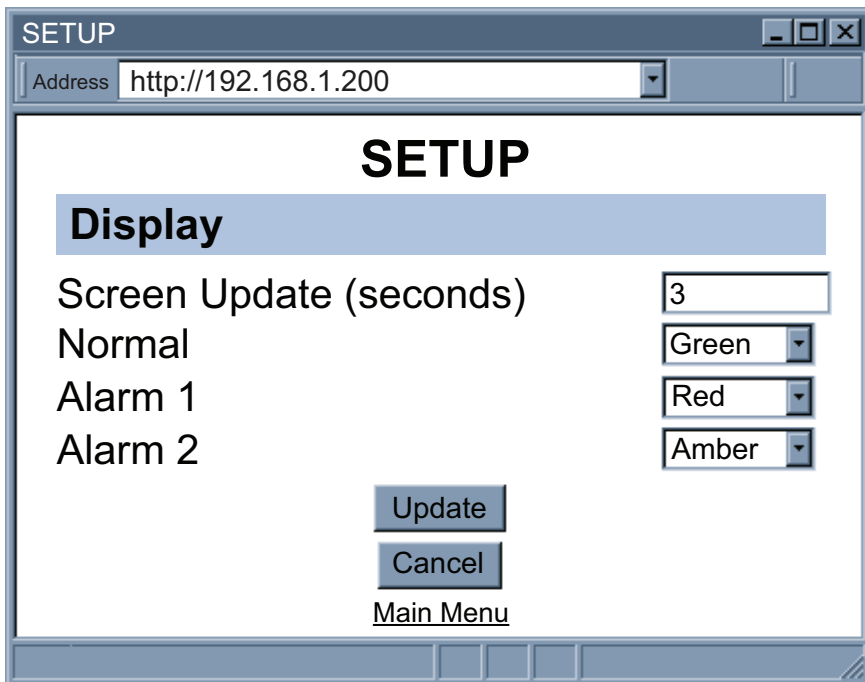 SETUP
Address http://192.168.1.200
SETUP
Display
Screen Update (seconds) 3
Normal Green
Alarm 1 Red
Alarm 2 Amber
Update
Cancel
Main Menu